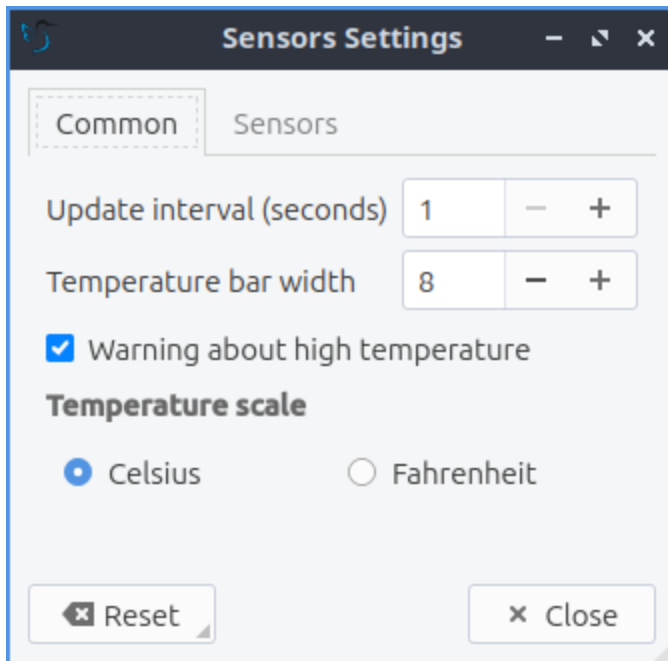 Sensors Settings
Common Sensors
Update interval (seconds) 1
Temperature bar width 8
Warning about high temperature
Temperature scale
Celsius Fahrenheit
Reset Close